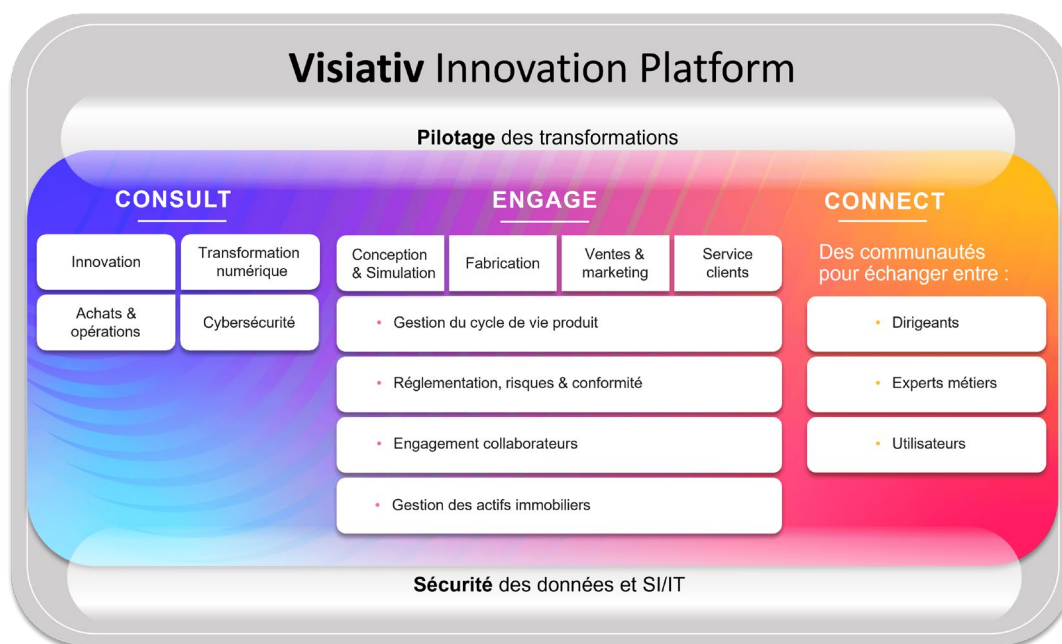 Visiativ Innovation Platform
Pilotage des transformations
CONSULT
Innovation
Transformation
numérique
Achats &
opérations
Cybersécurité
ENGAGE
Conception
& Simulation
Fabrication
Ventes &
marketing
Service
clients
• Gestion du cycle de vie produit
• Réglementation, risques & conformité
• Engagement collaborateurs
• Gestion des actifs immobiliers
CONNECT
Des communautés
pour échanger entre :
• Dirigeants
• Experts métiers
• Utilisateurs
Sécurité des données et SI/IT